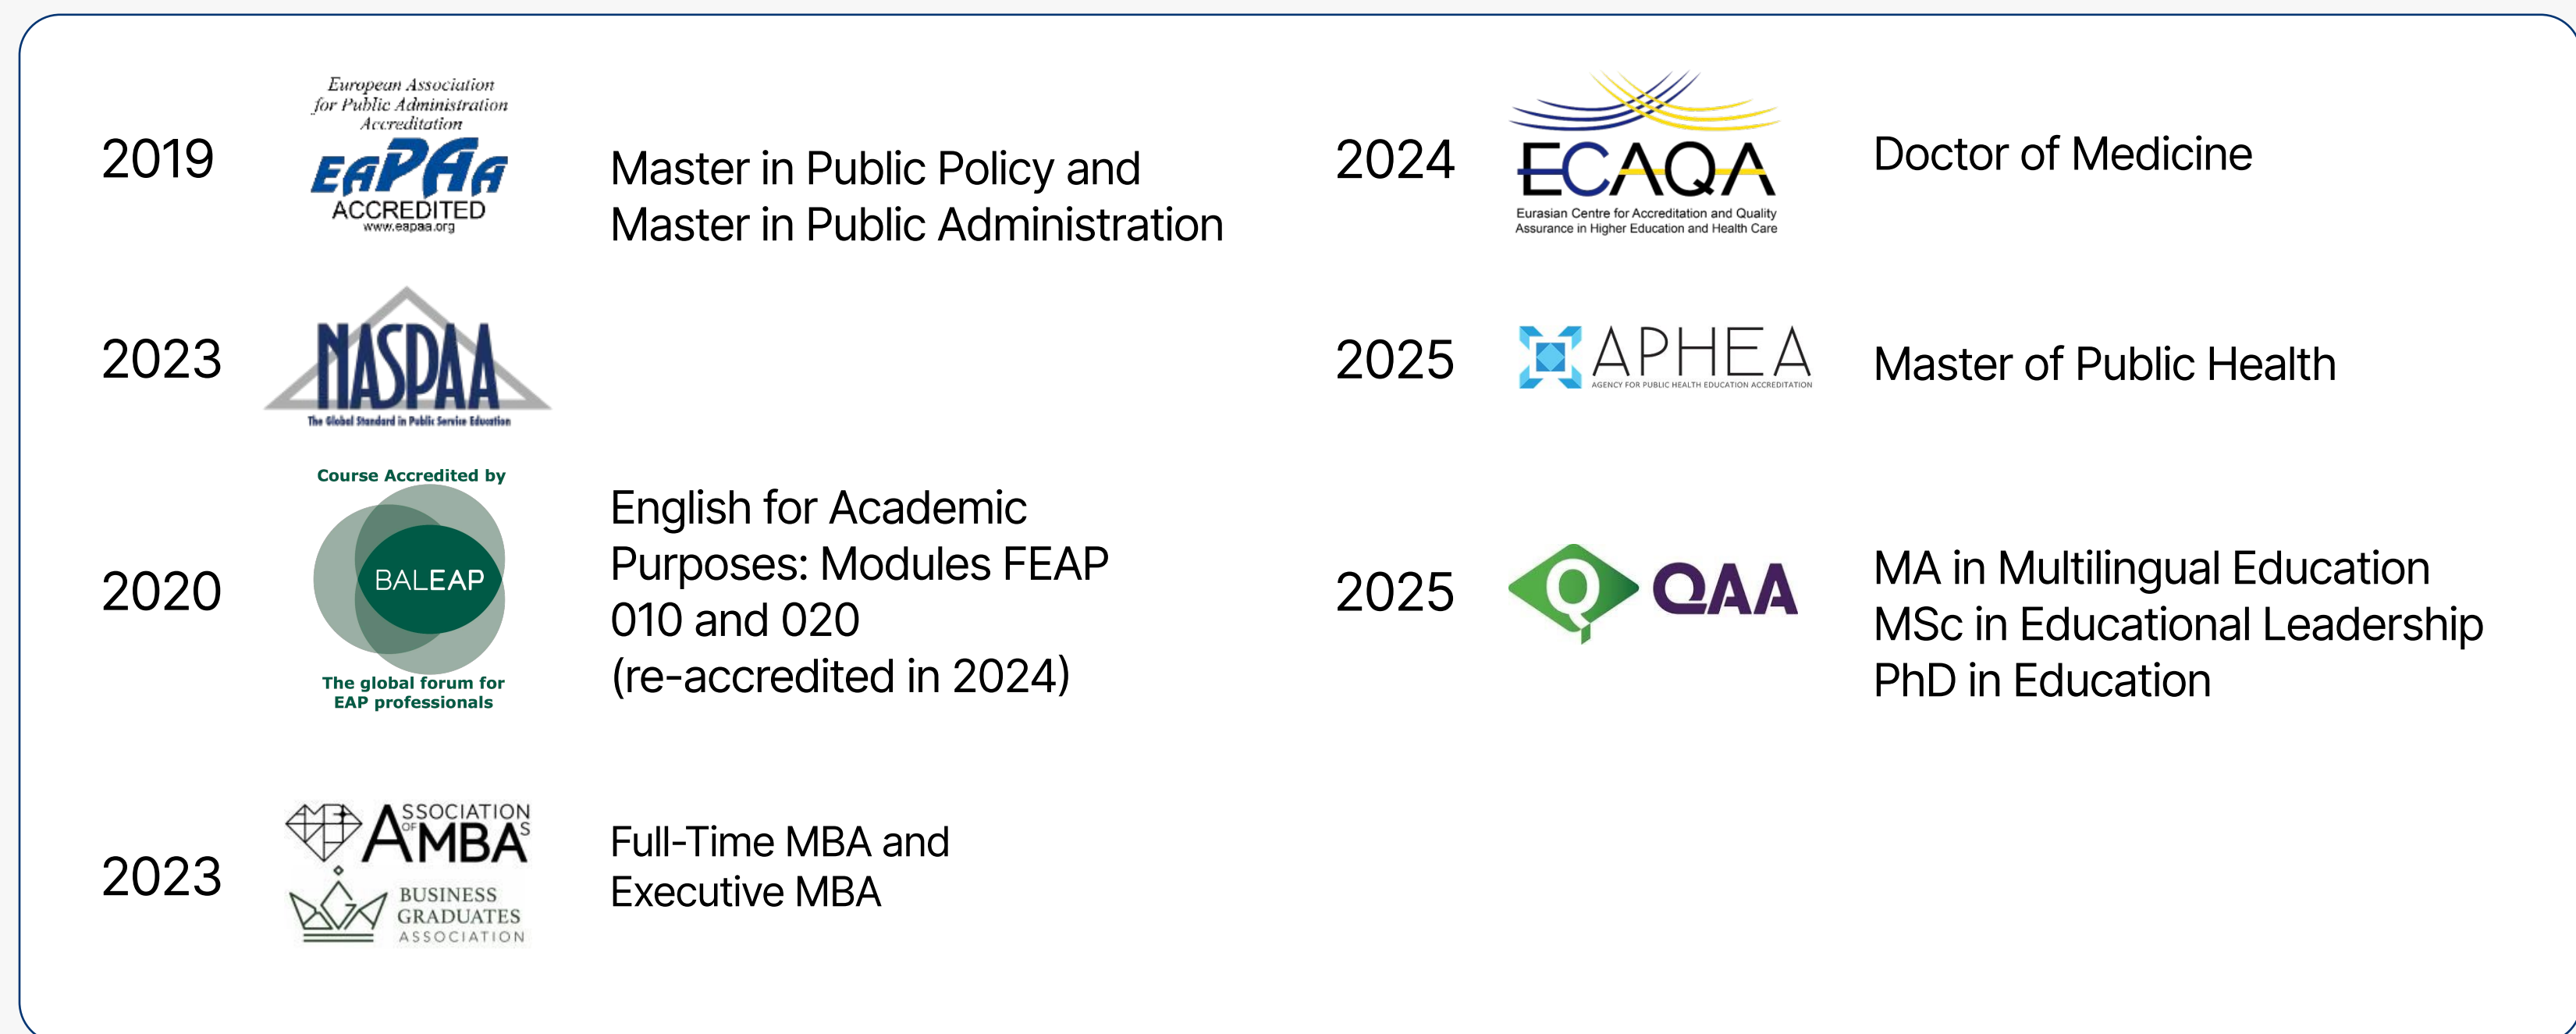 2019
European Association
for Public Administration
Accreditation
EAPAA
ACCREDITED
www.eapaa.org
Master in Public Policy and
Master in Public Administration
2023
NASPAA
The Global Standard in Public Service Education
2020
Course Accredited by
BALEAP
The global forum for
EAP professionals
English for Academic
Purposes: Modules FEAP
010 and 020
(re-accredited in 2024)
2023
ASSOCIATION
OF MBAS
BUSINESS
GRADUATES
ASSOCIATION
Full-Time MBA and
Executive MBA
2024
ECAQA
Eurasian Centre for Accreditation and Quality
Assurance in Higher Education and Health Care
Doctor of Medicine
2025
APHEA
AGENCY FOR PUBLIC HEALTH EDUCATION ACCREDITATION
Master of Public Health
2025
Q QAA
MA in Multilingual Education
MSc in Educational Leadership
PhD in Education